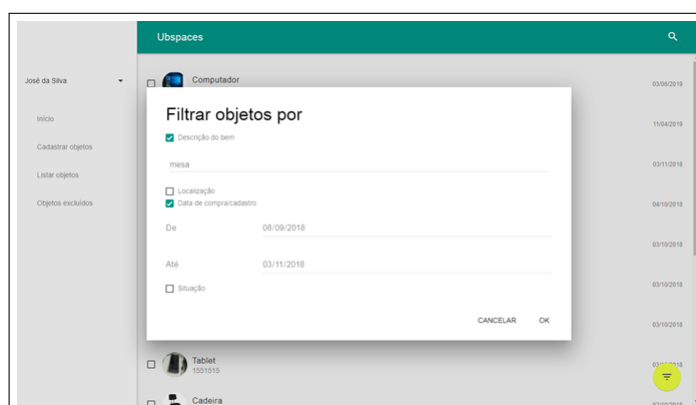 Ubspaces
José da Silva
Início
Cadastrar objetos
Listar objetos
Objetos excluídos
Computador
03/06/2019
11/04/2019
03/11/2018
04/10/2018
03/10/2018
03/10/2018
03/10/2018
Filtrar objetos por
Descrição do bem
mesa
Localização
Data de compra/cadastro
De 08/09/2018
Até 03/11/2018
Situação
CANCELAR OK
Tablet
1551515
Cadeira